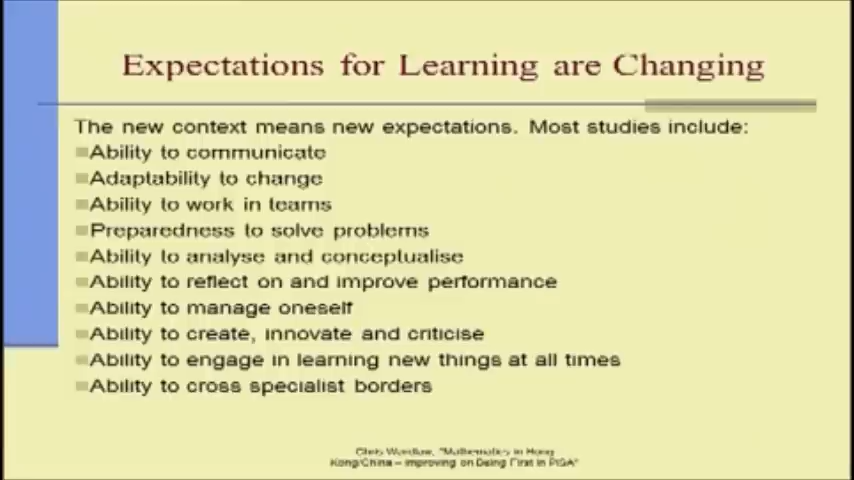 Expectations for Learning are Changing
The new context means new expectations. Most studies include:
Ability to communicate
Adaptability to change
Ability to work in teams
Preparedness to solve problems
Ability to analyse and conceptualise
Ability to reflect on and improve performance
Ability to manage oneself
Ability to create, innovate and criticise
Ability to engage in learning new things at all times
Ability to cross specialist borders
Chris Wardlaw, "Mathematics in Hong
Kong/China – Improving on Being First in PISA"